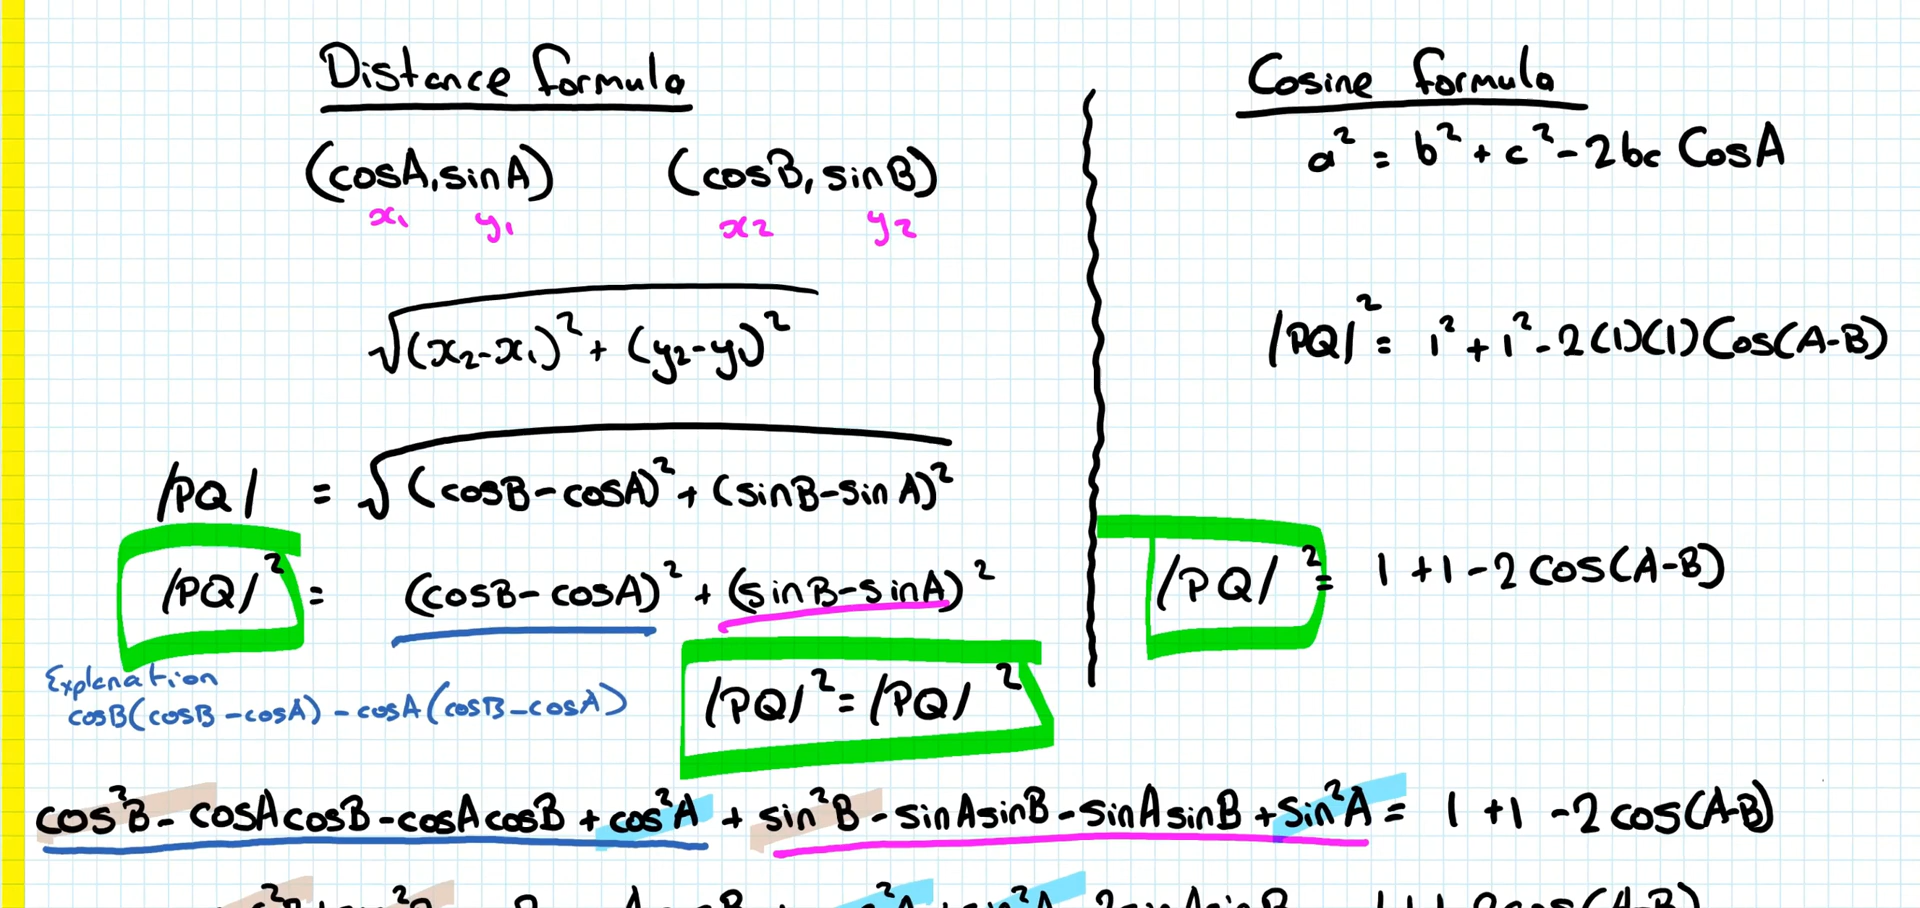 Distance formula
(cosA, sinA) (cosB, sinB)
x₁ y₁ x₂ y₂
√((x₂-x₁)² + (y₂-y₁)²)
|PQ| = √((cosB-cosA)² + (sinB-sinA)²)
|PQ|² = (cosB-cosA)² + (sinB-sinA)²
Explanation
cosB(cosB-cosA) - cosA(cosB-cosA)
|PQ|² = |PQ|²
Cosine formula
a² = b² + c² - 2bc CosA
|PQ|² = 1² + 1² - 2(1)(1)Cos(A-B)
|PQ|² = 1 + 1 - 2cos(A-B)
cos²B - cosAcosB - cosAcosB + cos²A + sin²B - sinAsinB - sinAsinB + sin²A = 1 + 1 - 2cos(A-B)